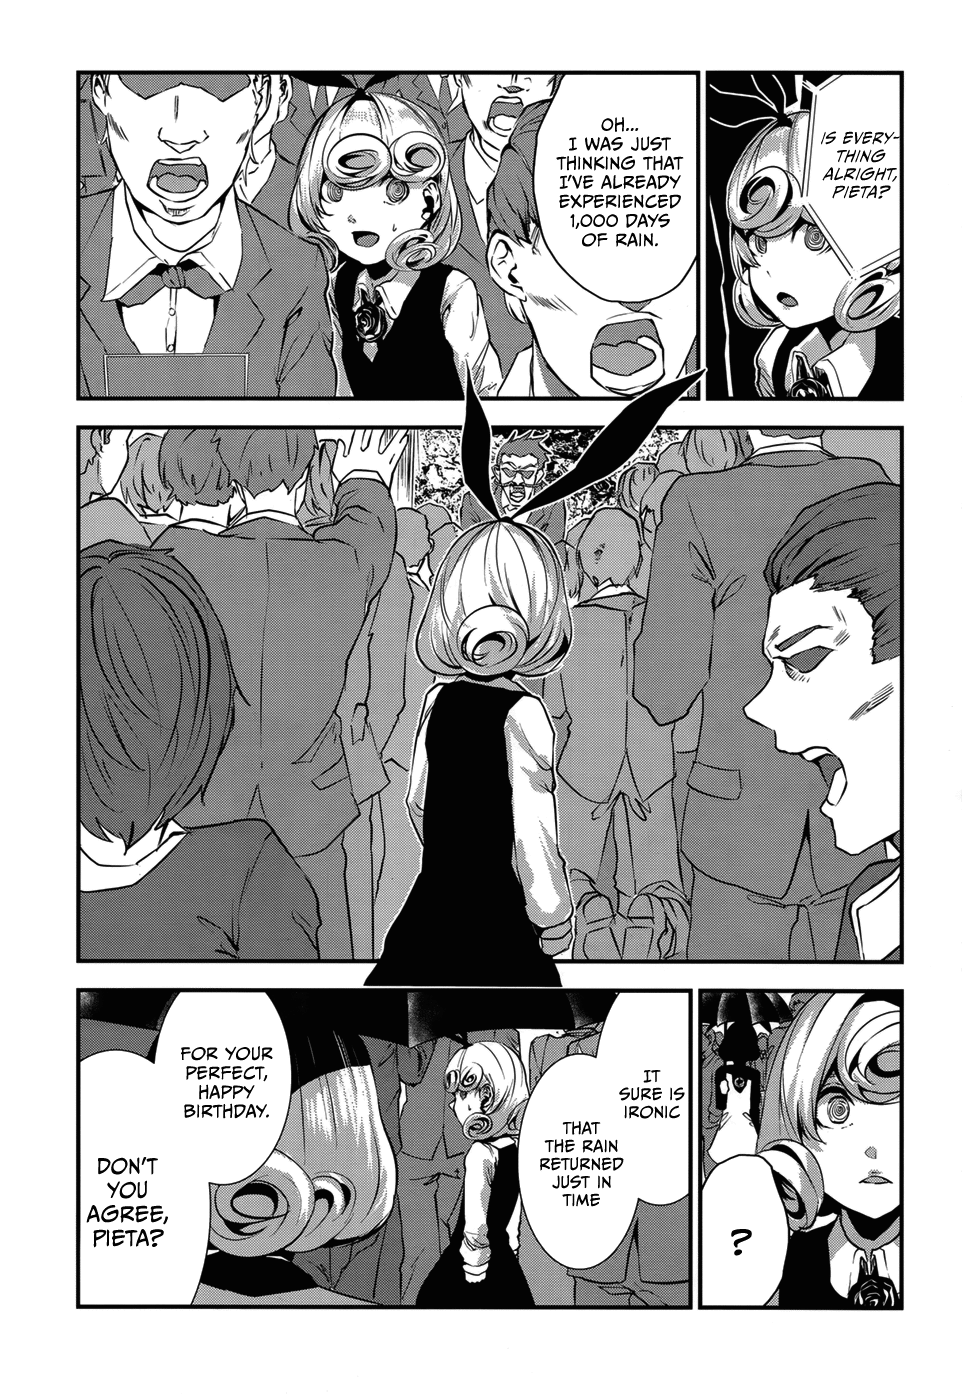 IS EVERY-
THING
ALRIGHT,
PIETA?
OH...
I WAS JUST
THINKING THAT
I'VE ALREADY
EXPERIENCED
1,000 DAYS
OF RAIN.
?
IT
SURE IS
IRONIC
THAT
THE RAIN
RETURNED
JUST IN
TIME
FOR YOUR
PERFECT,
HAPPY
BIRTHDAY.
DON'T
YOU
AGREE,
PIETA?